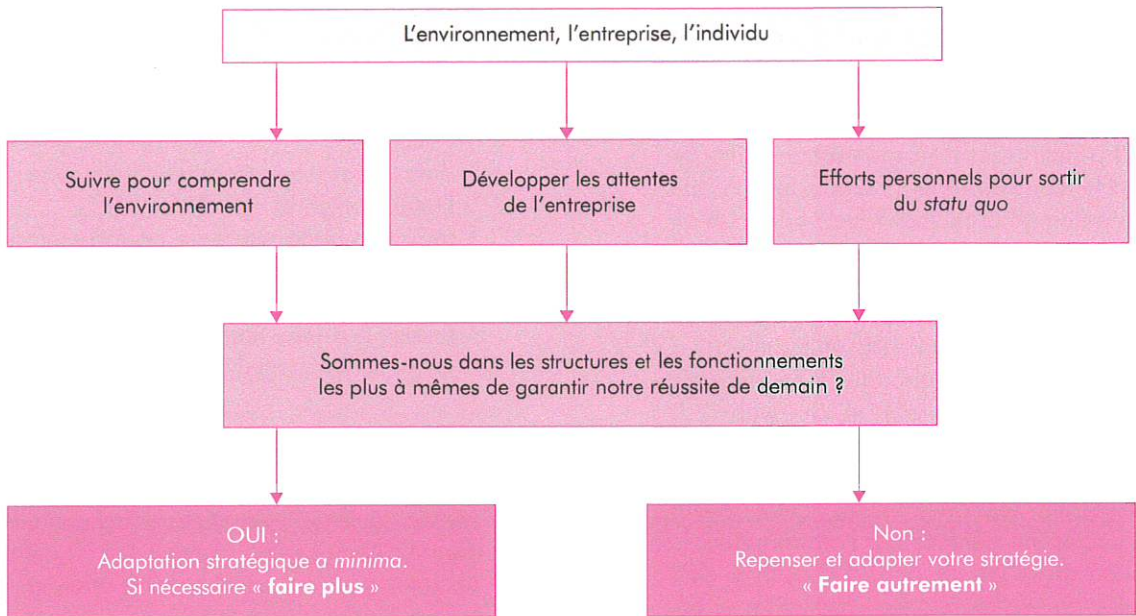 L'environnement, l'entreprise, l'individu
Suivre pour comprendre
l'environnement
Développer les attentes
de l'entreprise
Efforts personnels pour sortir
du statu quo
Sommes-nous dans les structures et les fonctionnements
les plus à mêmes de garantir notre réussite de demain ?
OUI :
Adaptation stratégique a minima.
Si nécessaire « faire plus »
Non :
Repenser et adapter votre stratégie.
« Faire autrement »